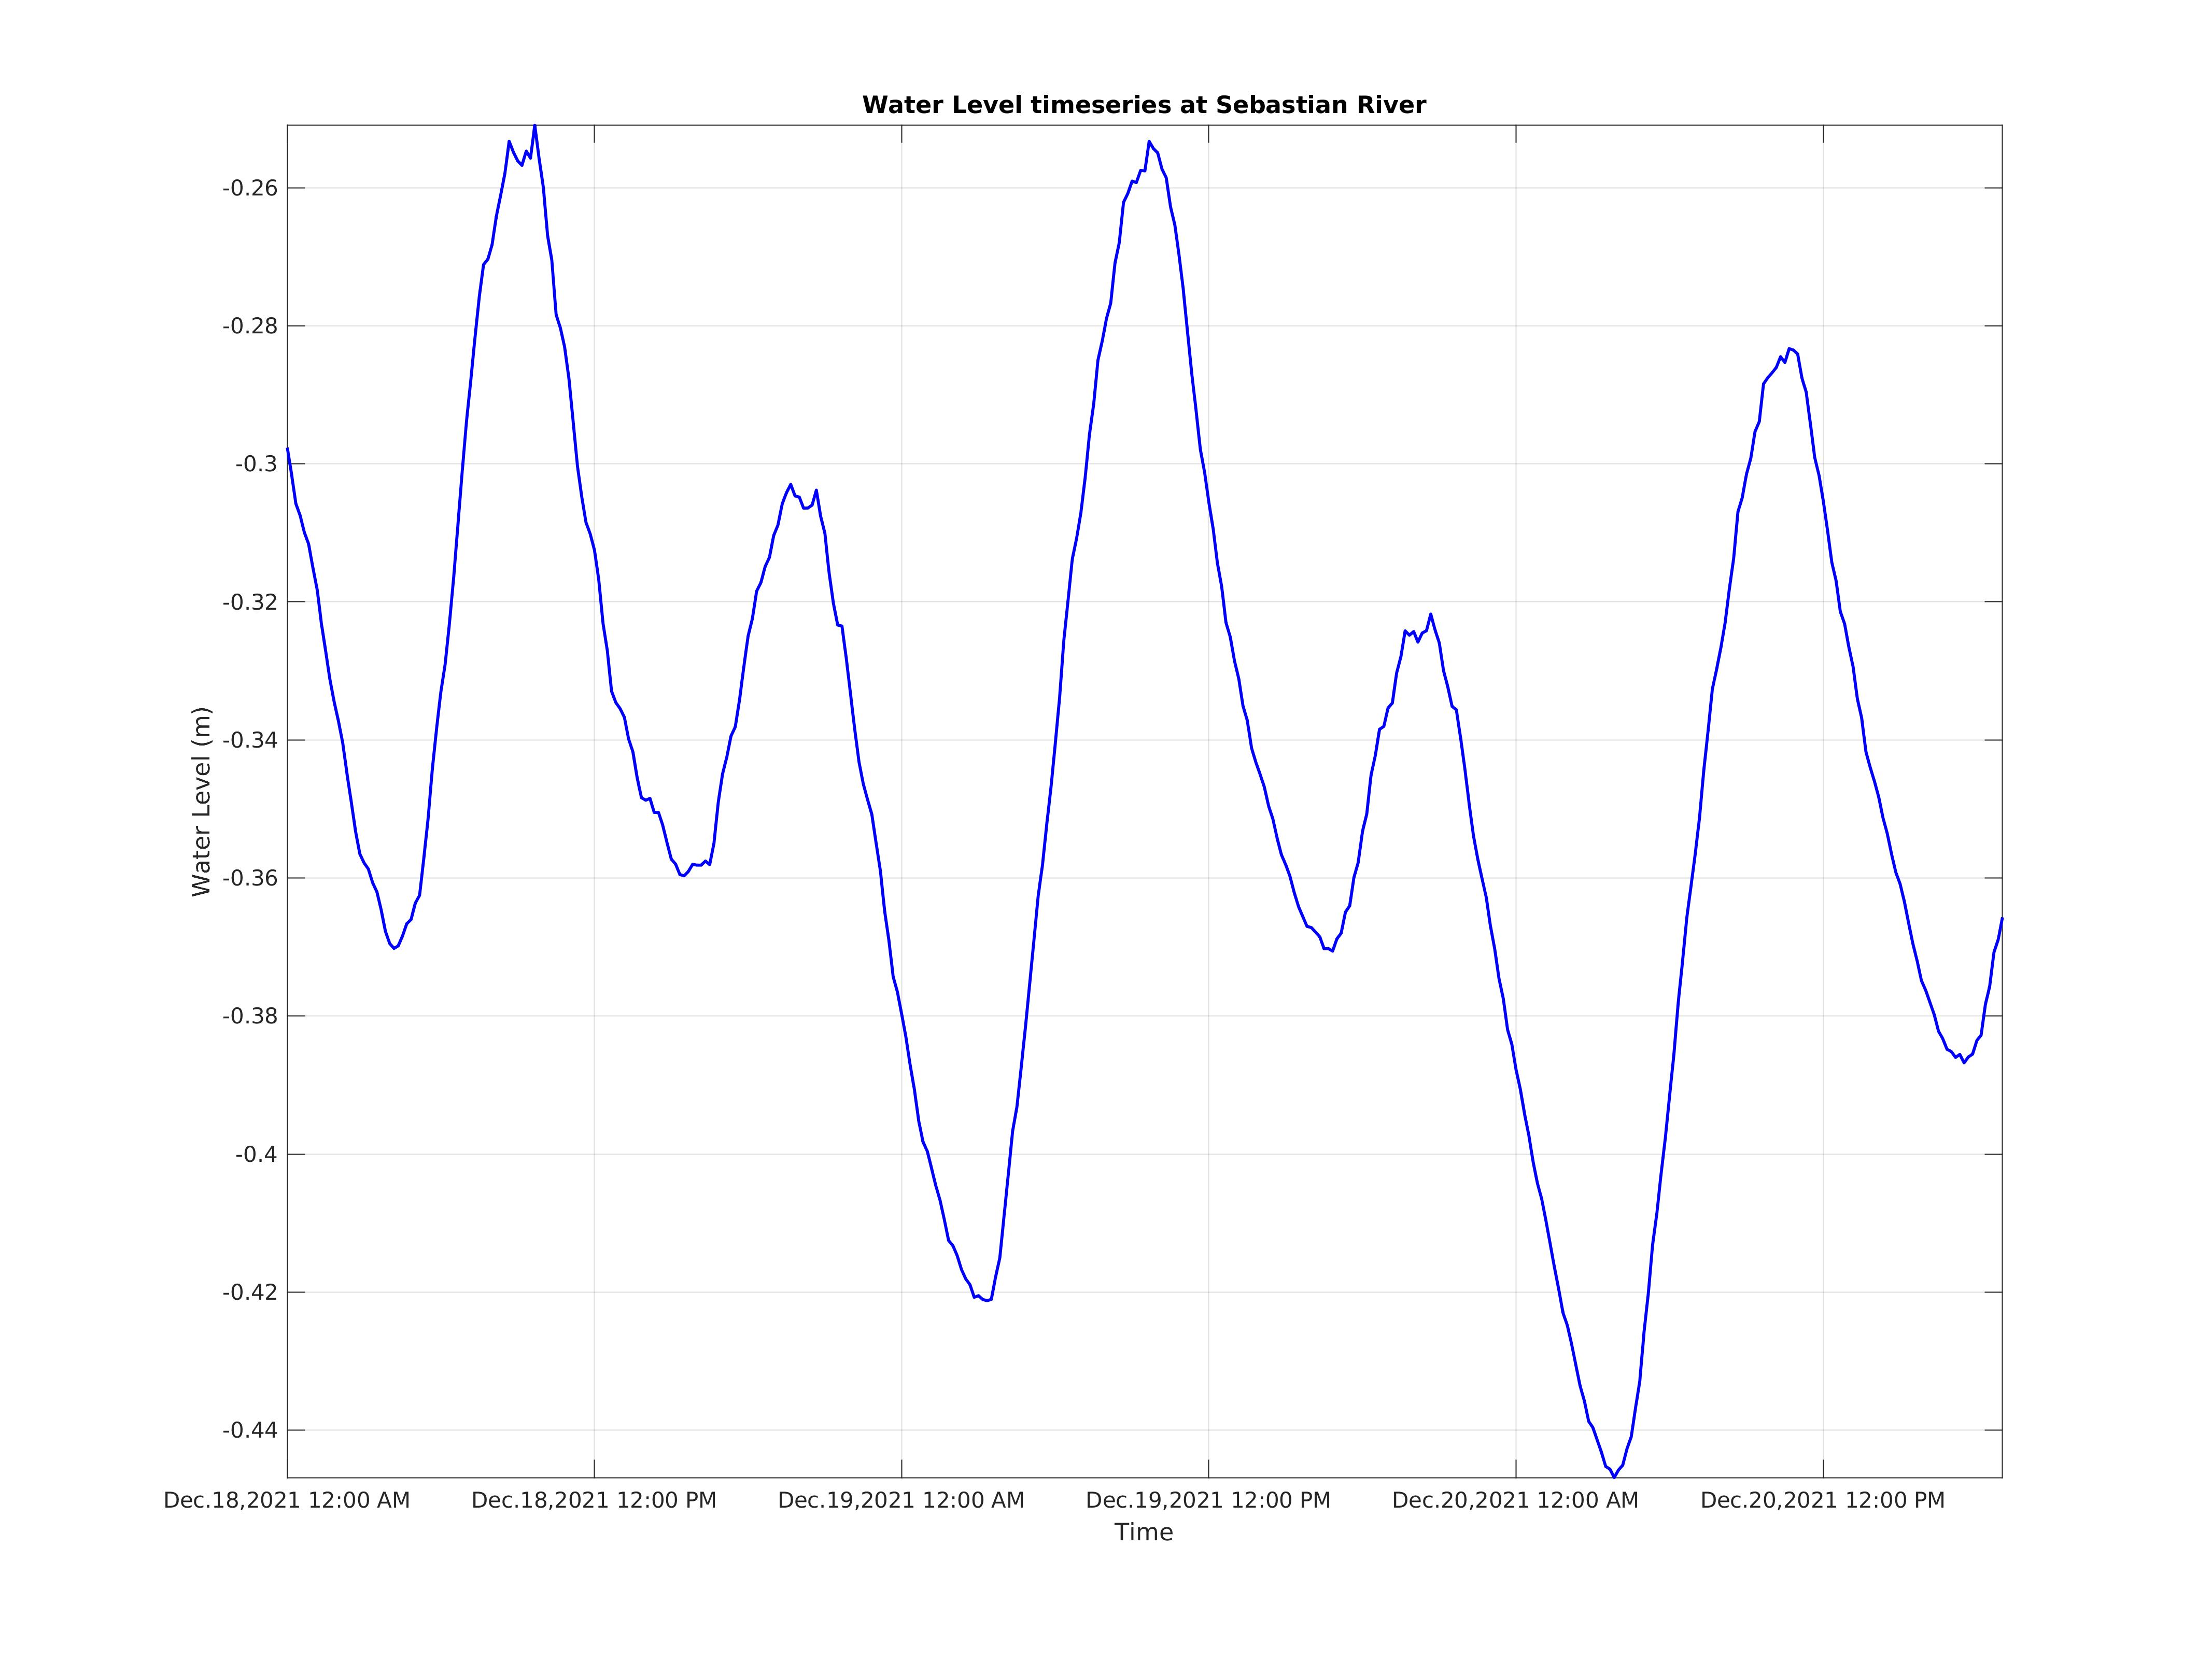 Water Level timeseries at Sebastian River
-0.26
-0.28
-0.3
-0.32
-0.34
-0.36
-0.38
-0.4
-0.42
-0.44
Water Level (m)
Dec.18,2021 12:00 AM Dec.18,2021 12:00 PM Dec.19,2021 12:00 AM Dec.19,2021 12:00 PM Dec.20,2021 12:00 AM Dec.20,2021 12:00 PM
Time